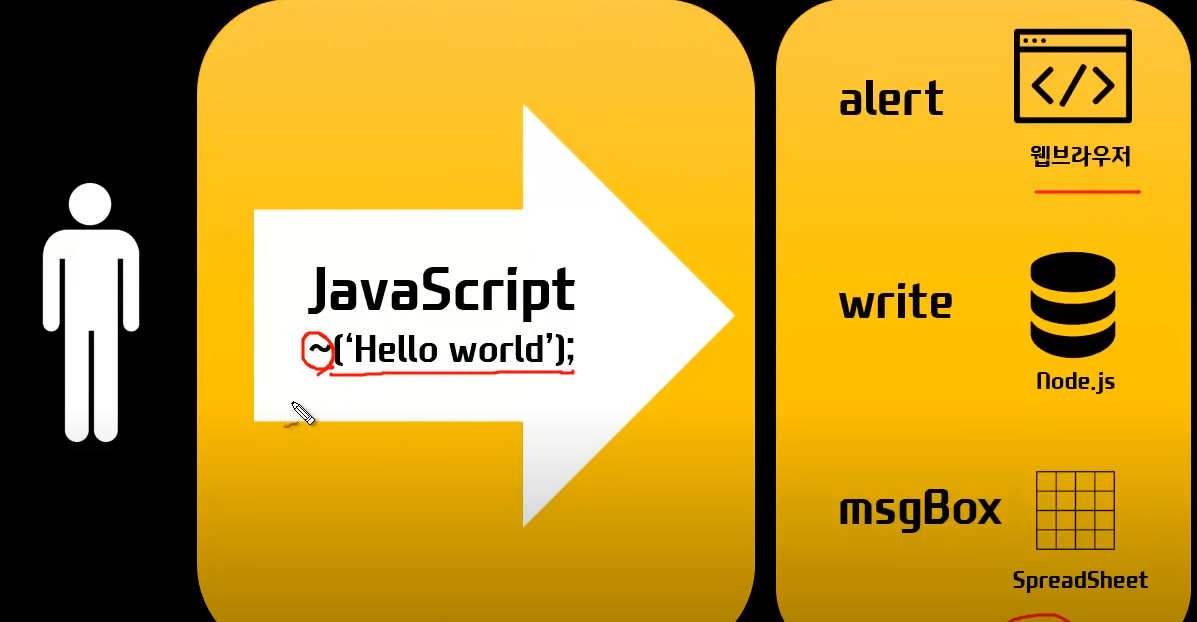 JavaScript
~(‘Hello world’);
alert
</>
웹브라우저
write
Node.js
msgBox
SpreadSheet